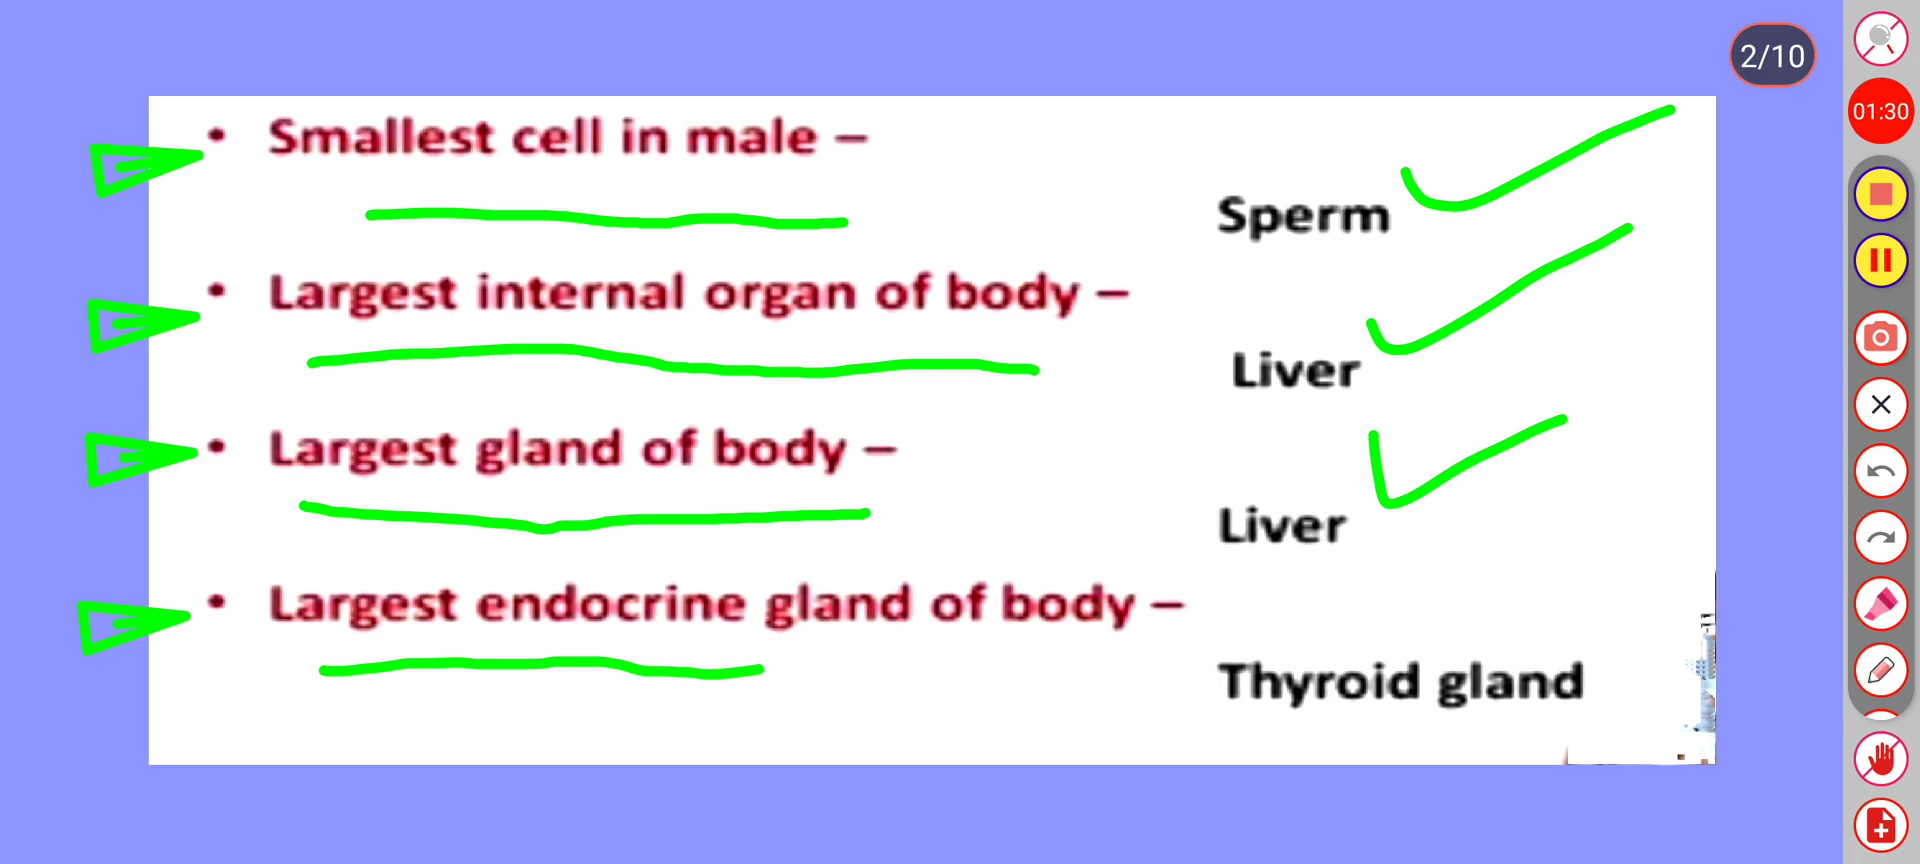 2/10
01:30
• Smallest cell in male –
Sperm
• Largest internal organ of body –
Liver
• Largest gland of body –
Liver
• Largest endocrine gland of body –
Thyroid gland